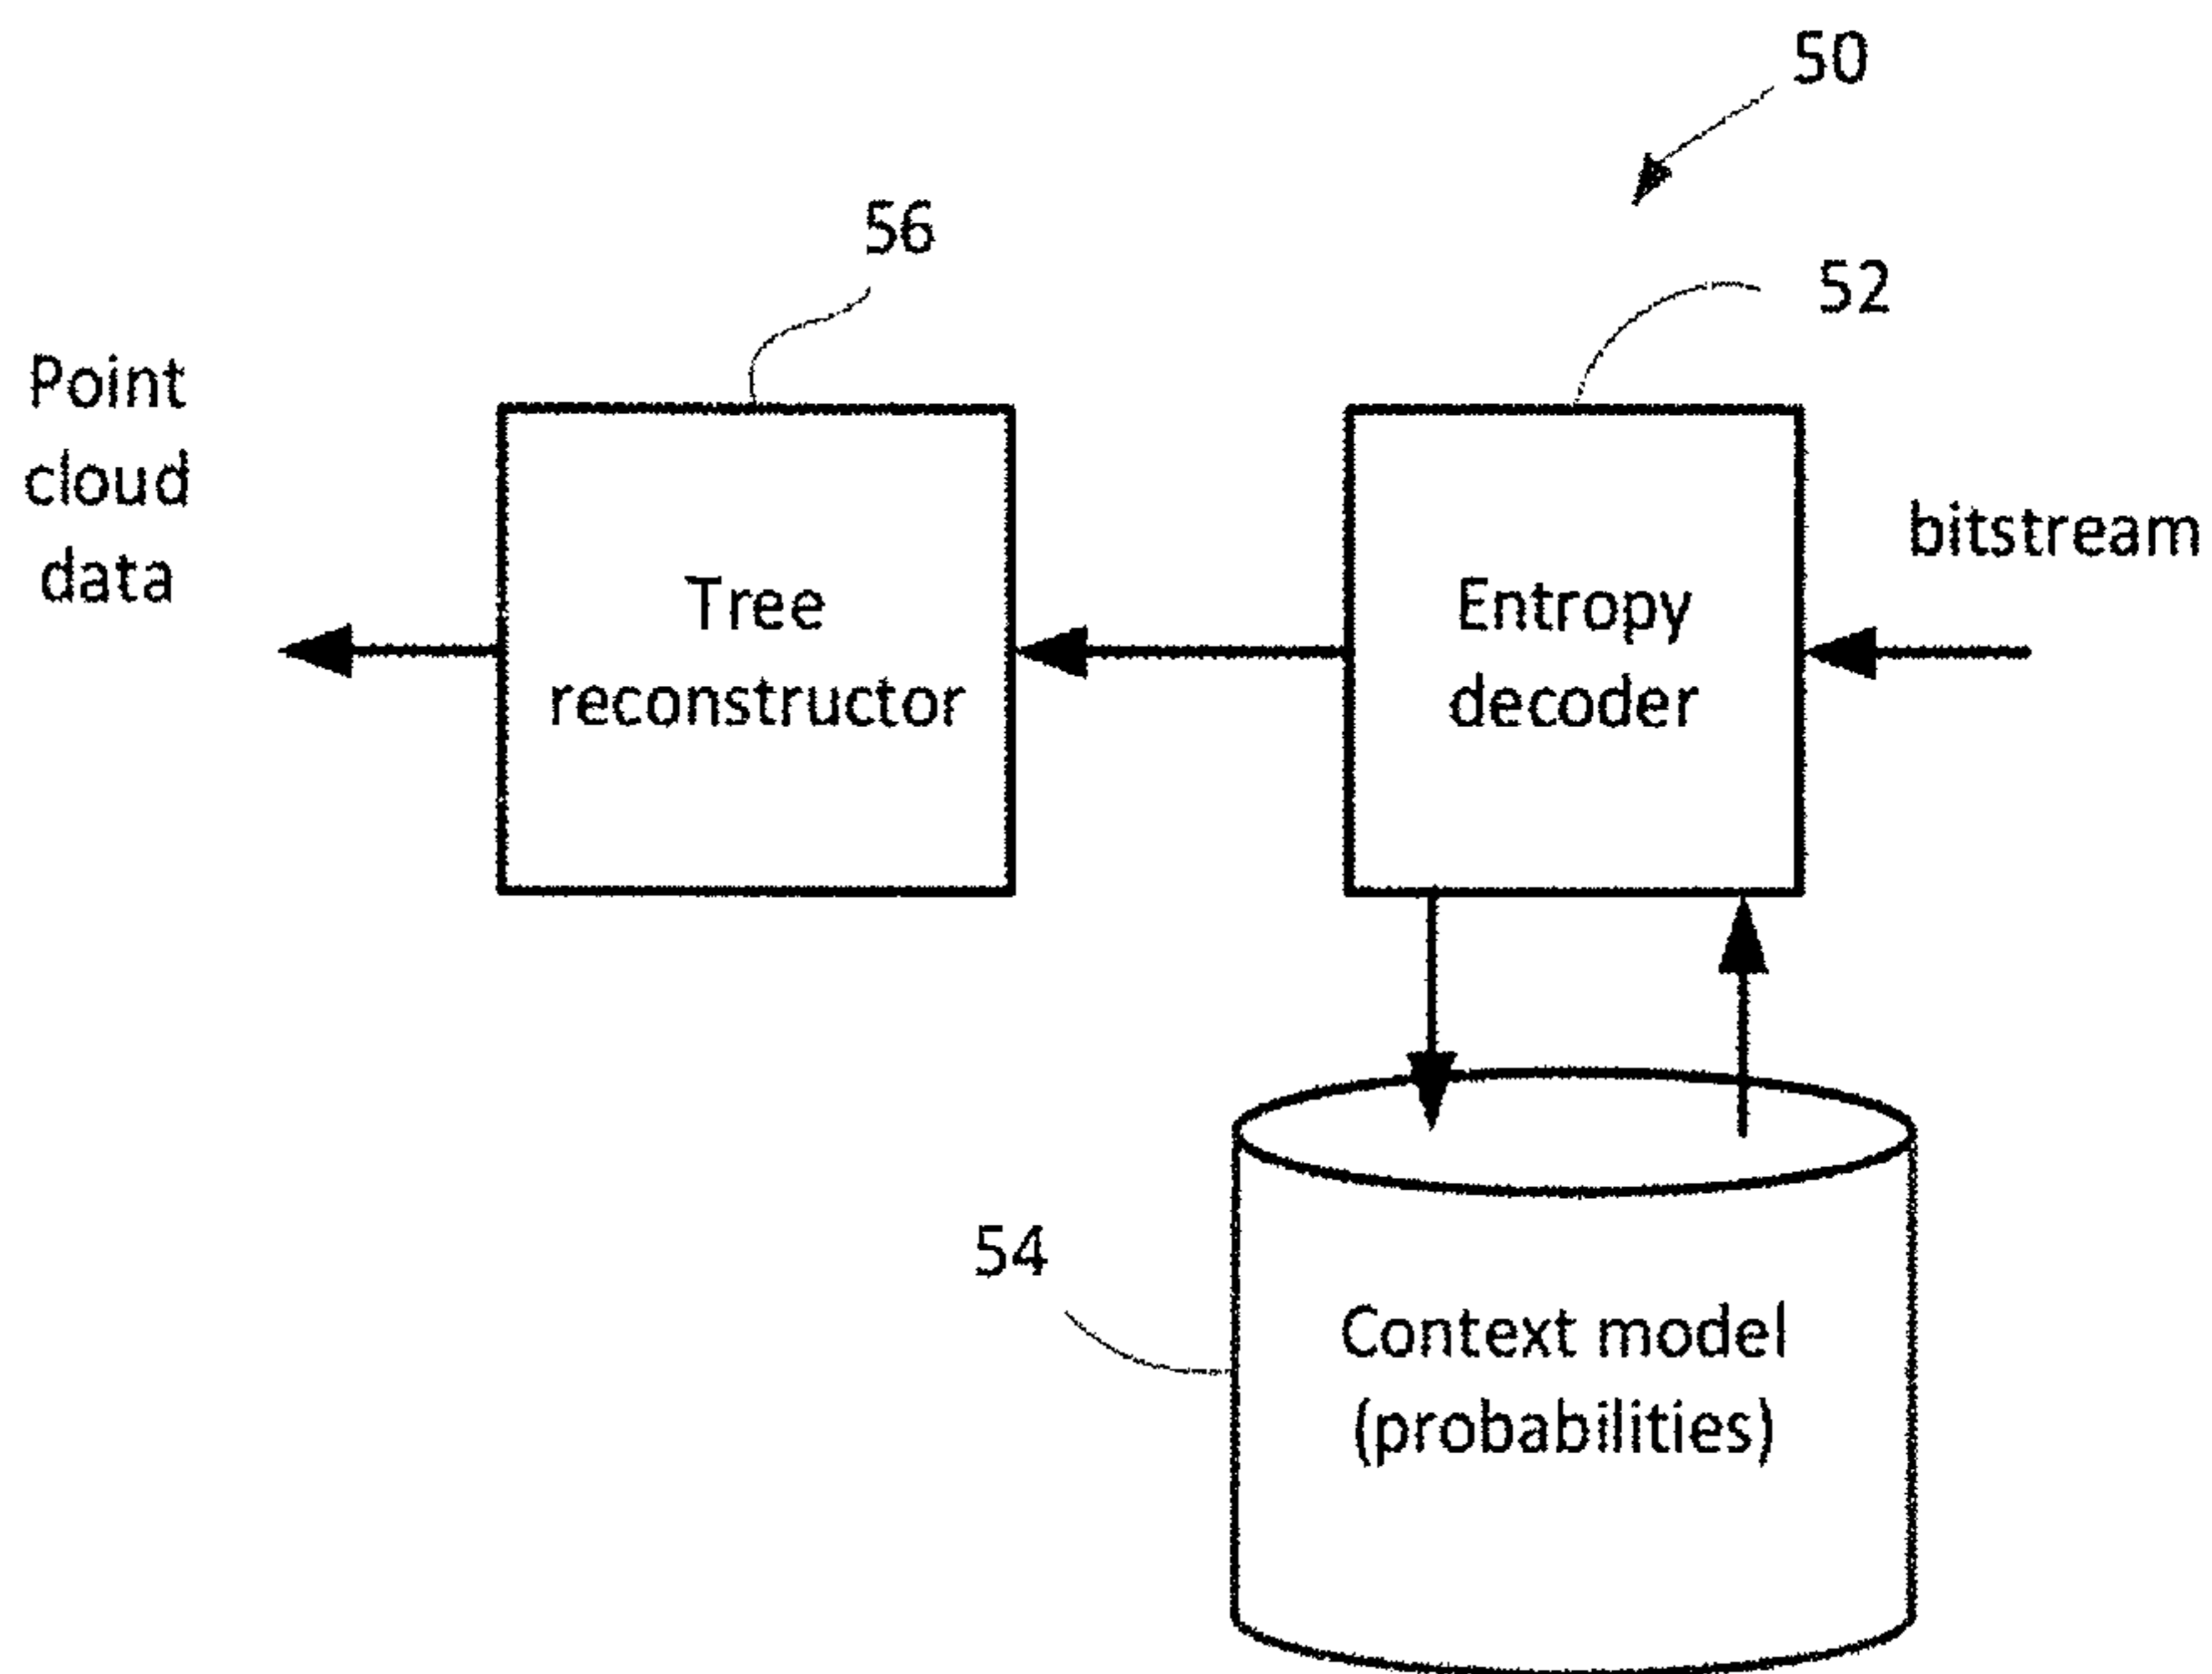 50
56
52
Point
cloud
data
bitstream
Tree
reconstructor
Entropy
decoder
54
Context model
(probabilities)